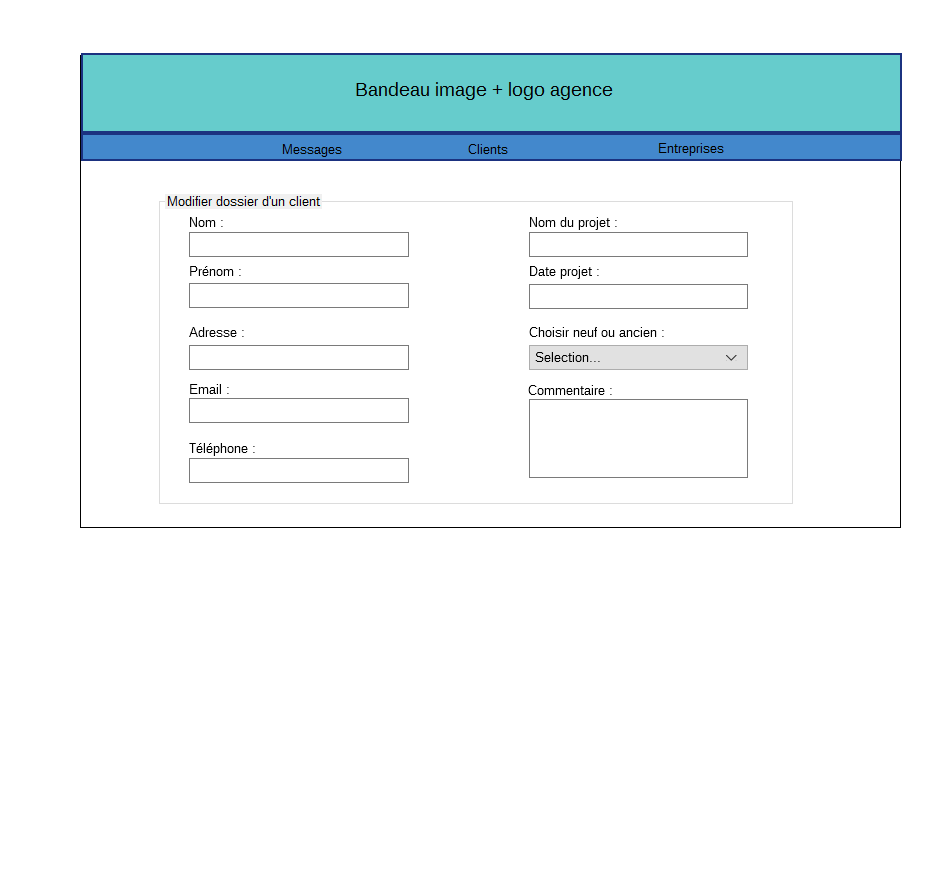 Bandeau image + logo agence
Messages Clients Entreprises
Modifier dossier d'un client
Nom :
Nom du projet :
Prénom :
Date projet :
Adresse :
Choisir neuf ou ancien :
Selection...
Email :
Commentaire :
Téléphone :